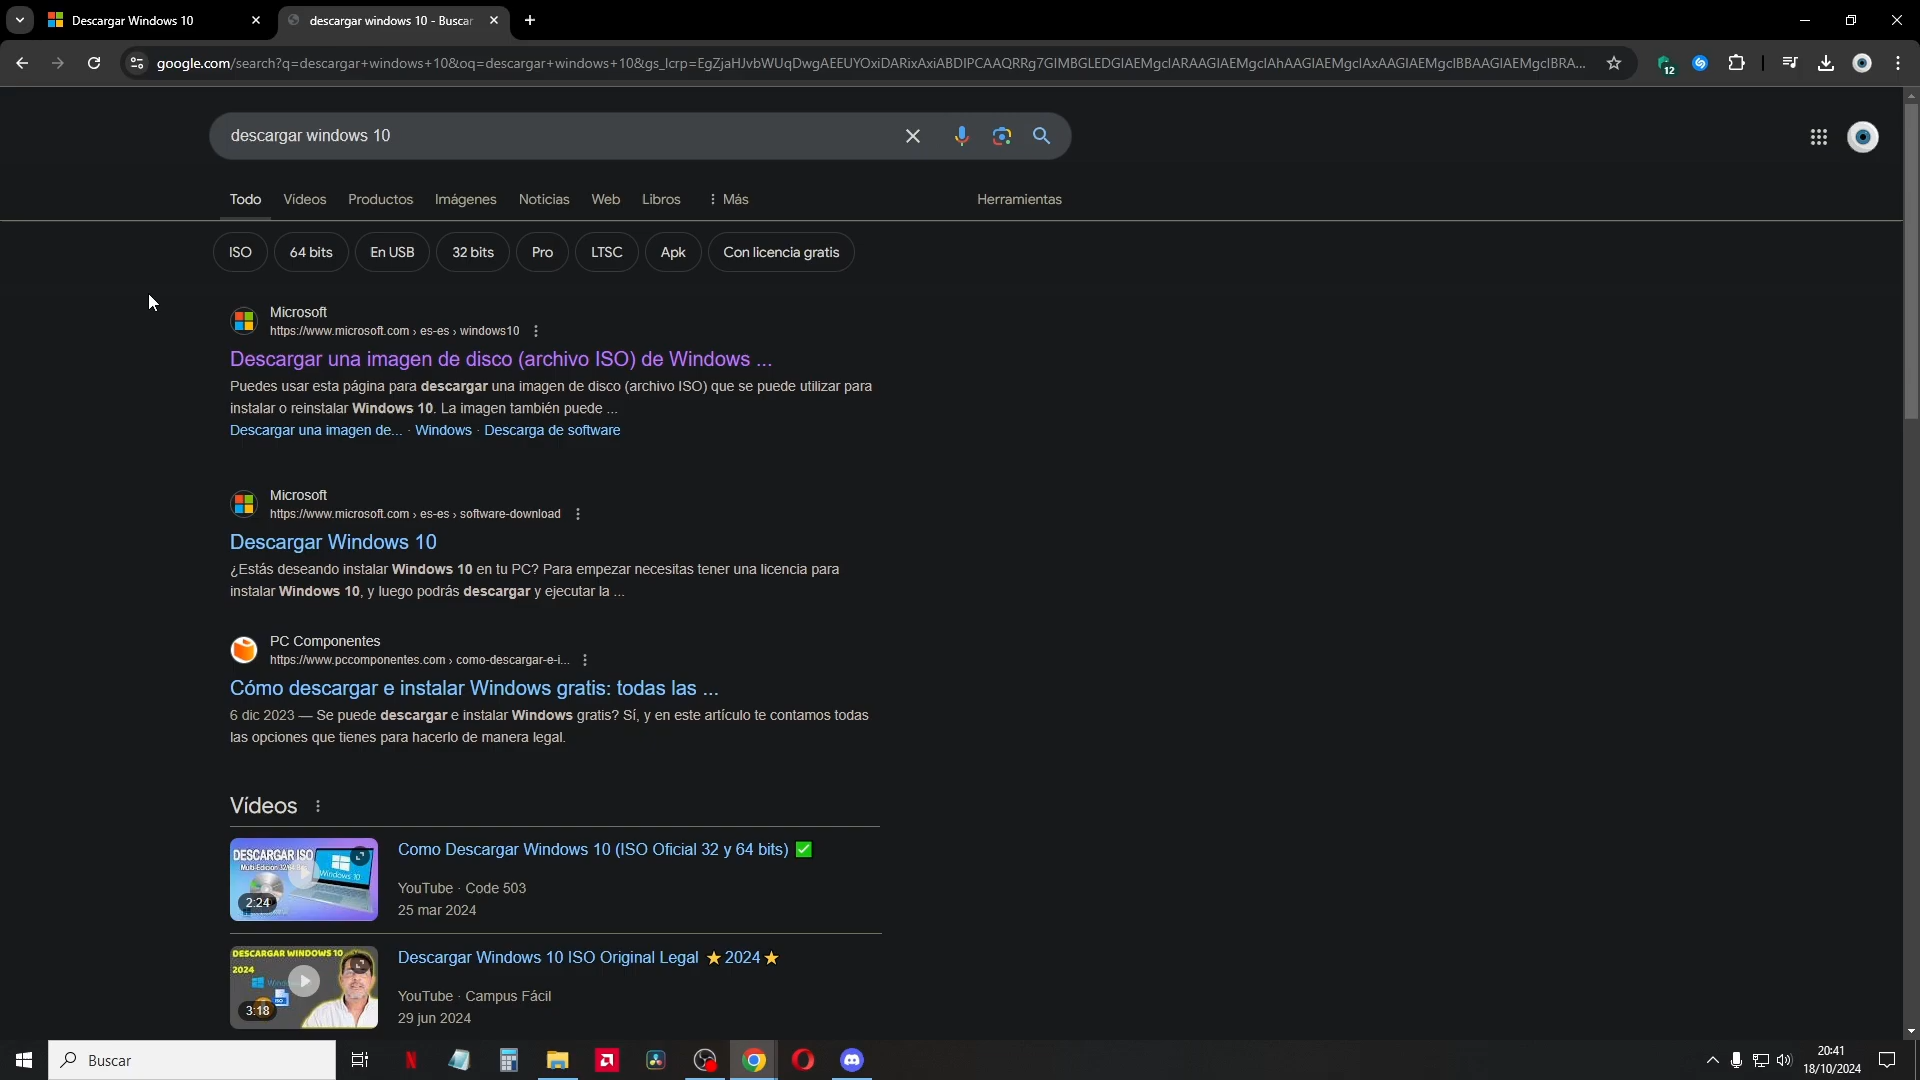 Descargar Windows 10
descargar windows 10 - Buscar
google.com/search?q=descargar+windows+10&oq=descargar+windows+10&gs_lcrp=EgZjaHJvbWUqDwgAEEUYOxiDARixAxiABDIPCAAQRRg7GIMBGLEDGIAEMgcIARAAGIAEMgcIAhAAGIAEMgcIAxAAGIAEMgcIBBAAGIAEMgcIBRA...
12
descargar windows 10
Todo Videos Productos Imágenes Noticias Web Libros Más Herramientas
ISO 64 bits En USB 32 bits Pro LTSC Apk Con licencia gratis
Microsoft
https://www.microsoft.com › es-es › windows10
Descargar una imagen de disco (archivo ISO) de Windows ...
Puedes usar esta página para descargar una imagen de disco (archivo ISO) que se puede utilizar para
instalar o reinstalar Windows 10. La imagen también puede ...
Descargar una imagen de... · Windows · Descarga de software
Microsoft
https://www.microsoft.com › es-es › software-download
Descargar Windows 10
¿Estás deseando instalar Windows 10 en tu PC? Para empezar necesitas tener una licencia para
instalar Windows 10, y luego podrás descargar y ejecutar la ...
PC Componentes
https://www.pccomponentes.com › como-descargar-e-i...
Cómo descargar e instalar Windows gratis: todas las ...
6 dic 2023 — Se puede descargar e instalar Windows gratis? Sí, y en este artículo te contamos todas
las opciones que tienes para hacerlo de manera legal.
Vídeos
DESCARGAR ISO
Multi-Edicion 32/64 Bits
Windows 10
2:24
Como Descargar Windows 10 (ISO Oficial 32 y 64 bits) ✅
YouTube · Code 503
25 mar 2024
DESCARGAR WINDOWS 10
2024
3:18
Descargar Windows 10 ISO Original Legal ⭐2024⭐
YouTube · Campus Fácil
29 jun 2024
Buscar
20:41
18/10/2024